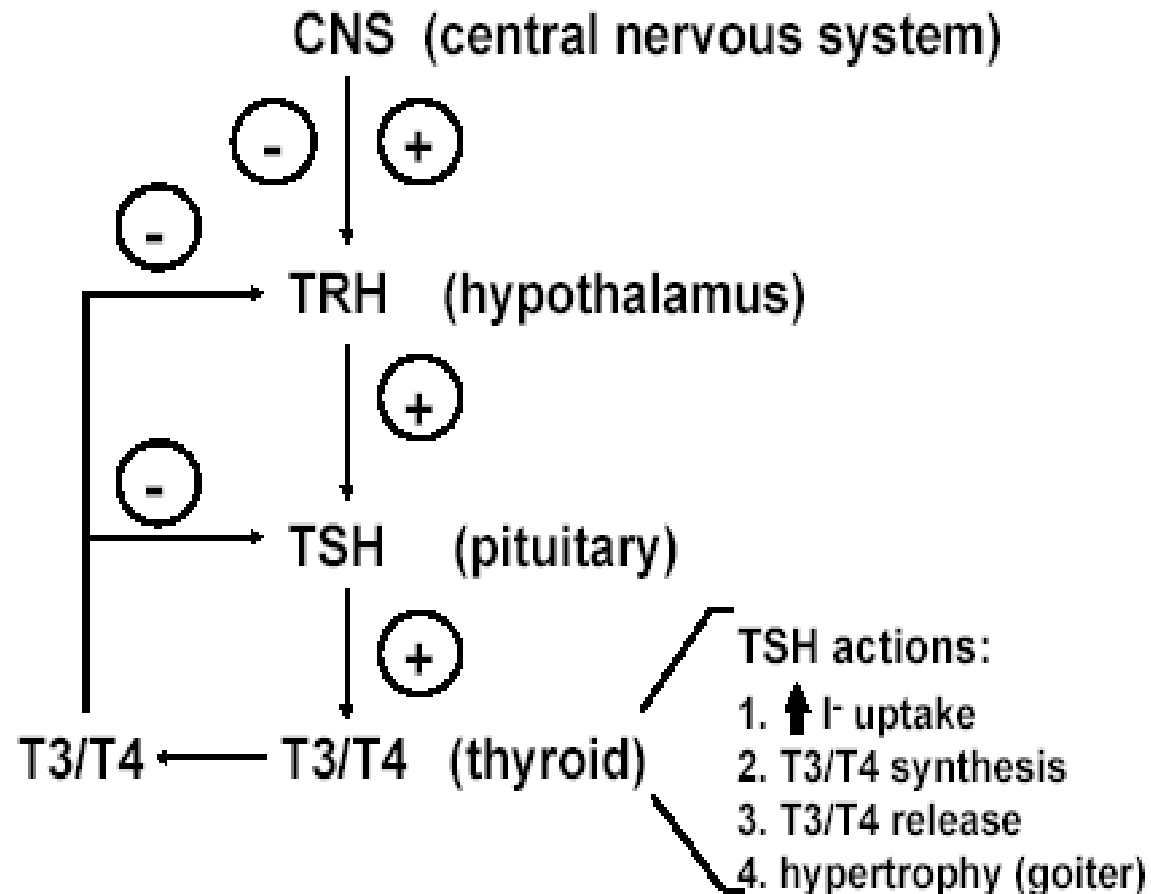 CNS (central nervous system)
- +
-
TRH (hypothalamus)
+
-
TSH (pituitary)
+
TSH actions:
1. ⬆ I- uptake
T3/T4 T3/T4 (thyroid)
2. T3/T4 synthesis
3. T3/T4 release
4. hypertrophy (goiter)